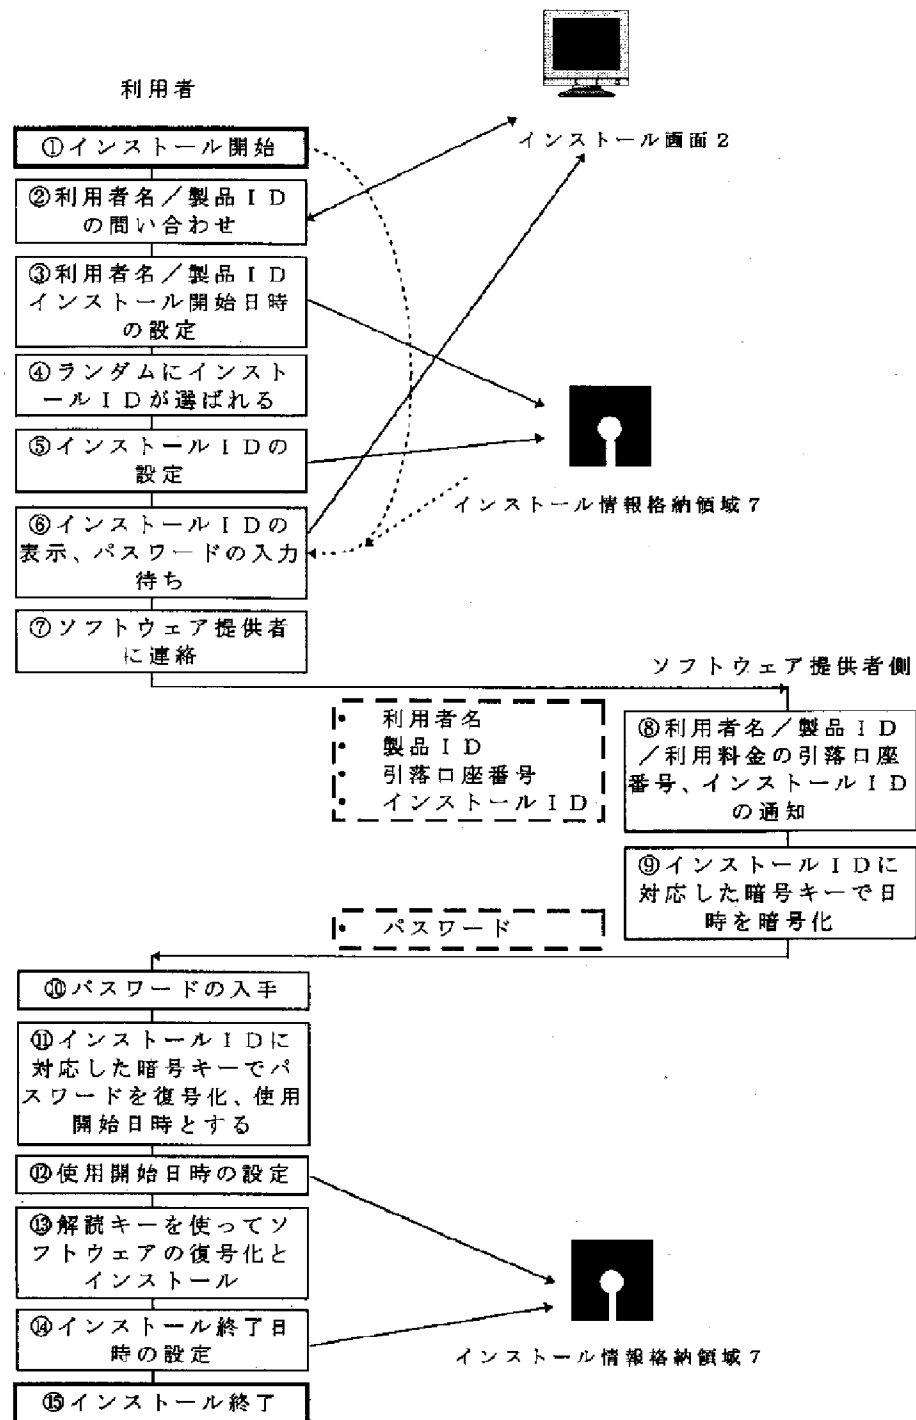 利用者
インストール画面2
①インストール開始
②利用者名／製品ID
の問い合わせ
③利用者名／製品ID
インストール開始日時
の設定
④ランダムにインスト
ールIDが選ばれる
⑤インストールIDの
設定
インストール情報格納領域7
⑥インストールIDの
表示、パスワードの入力
待ち
⑦ソフトウェア提供者
に連絡
ソフトウェア提供者側
• 利用者名
• 製品ID
• 引落口座番号
• インストールID
⑧利用者名／製品ID
／利用料金の引落口座
番号、インストールID
の通知
⑨インストールIDに
対応した暗号キーで日
時を暗号化
• パスワード
⑩パスワードの入手
⑪インストールIDに
対応した暗号キーでパ
スワードを復号化、使用
開始日時とする
⑫使用開始日時の設定
⑬解読キーを使ってソ
フトウェアの復号化と
インストール
⑭インストール終了日
時の設定
インストール情報格納領域7
⑮インストール終了